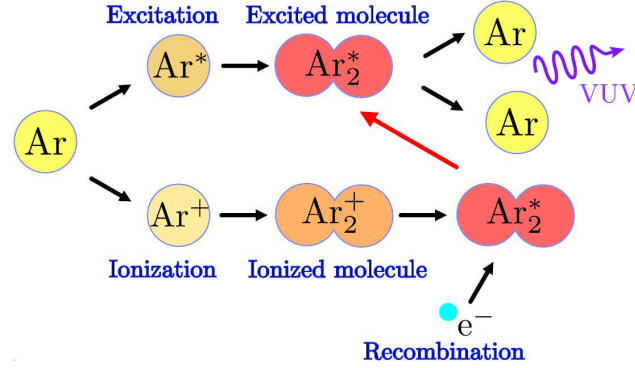 Excitation
Excited molecule
Ar
Ar*
Ar₂*
Ar
VUV
Ar
Ar
Ar⁺
Ar₂⁺
Ar₂*
Ionization
Ionized molecule
e⁻
Recombination